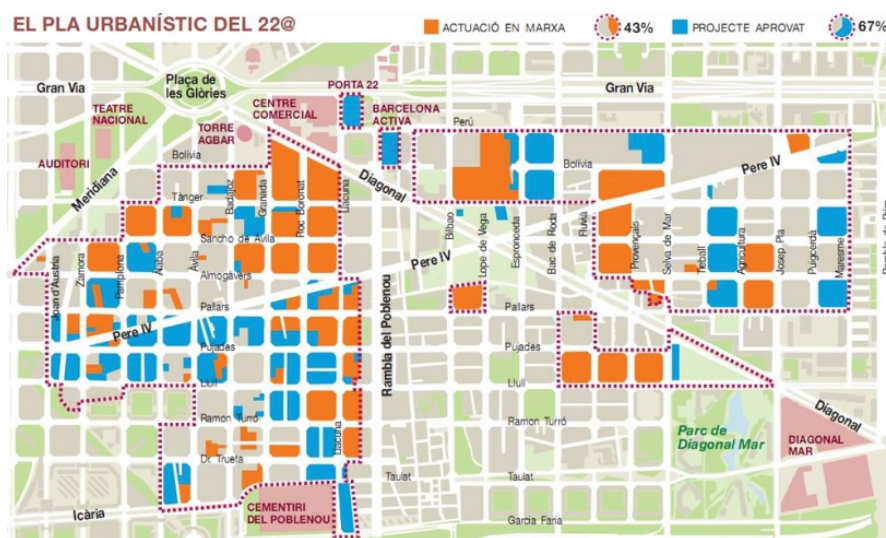 EL PLA URBANÍSTIC DEL 22@
ACTUACIÓ EN MARXA
43%
PROJECTE APROVAT
67%
Gran Via
Plaça de
les Glòries
PORTA 22
Gran Via
TEATRE
NACIONAL
CENTRE
COMERCIAL
BARCELONA
ACTIVA
Perú
TORRE
AGBAR
AUDITORI
Bolívia
Bolívia
Pere IV
Meridiana
Diagonal
Tànger
Badajoz
Granada
Roc Boronat
Llacuna
Sancho de Ávila
Bilbao
Lope de Vega
Espronceda
Bac de Roda
Fluvià
Provençals
Selva de Mar
Treball
Agricultura
Josep Pla
Puigcerdà
Maresme
Joan d'Àustria
Zamora
Pamplona
Àlaba
Àvila
Almogàvers
Pere IV
Pallars
Pallars
Pere IV
Pujades
Pujades
Rambla del Poblenou
Llull
Llull
Diagonal
Ramon Turró
Ramon Turró
Parc de
Diagonal Mar
DIAGONAL
MAR
Llacuna
Dr. Trueta
Taulat
Taulat
CEMENTIRI
DEL POBLENOU
Icària
García Faria